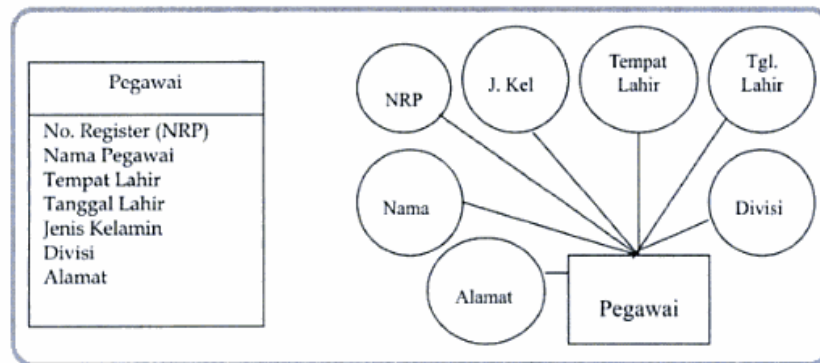 Pegawai
No. Register (NRP)
Nama Pegawai
Tempat Lahir
Tanggal Lahir
Jenis Kelamin
Divisi
Alamat
NRP
J. Kel
Tempat
Lahir
Tgl.
Lahir
Nama
Divisi
Alamat
Pegawai